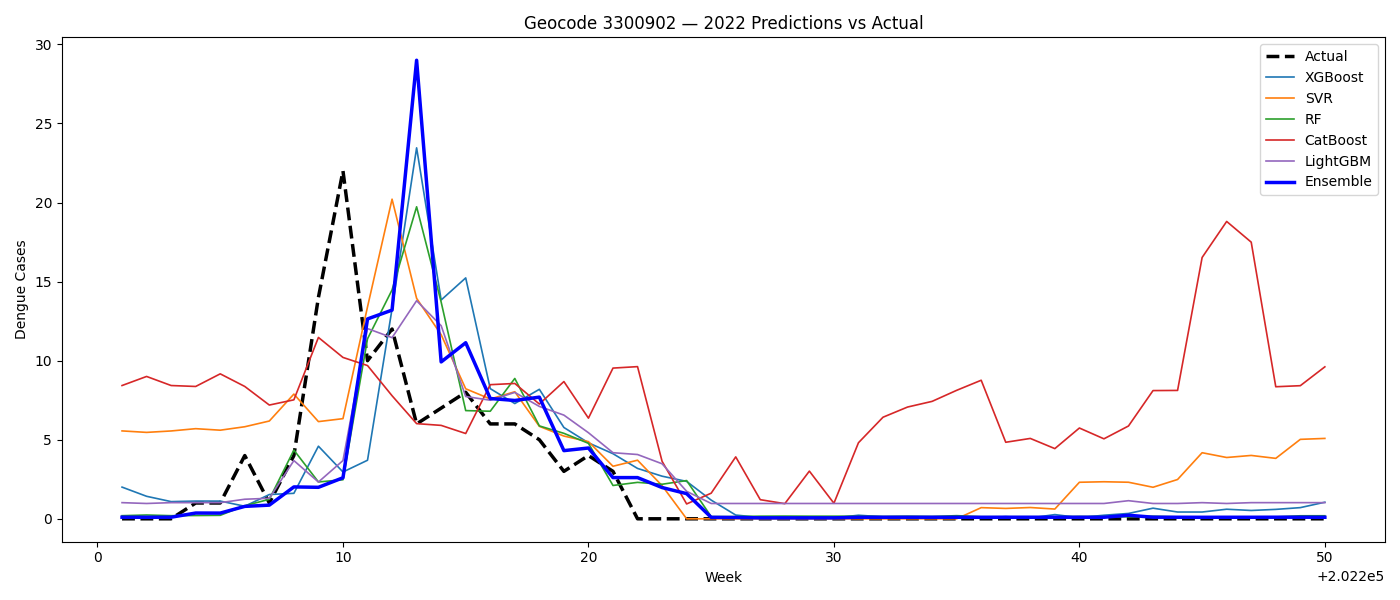 Geocode 3300902 — 2022 Predictions vs Actual
Dengue Cases
30
25
20
15
10
5
0
0
10
20
30
40
50
+2.022e5
Week
Actual
XGBoost
SVR
RF
CatBoost
LightGBM
Ensemble